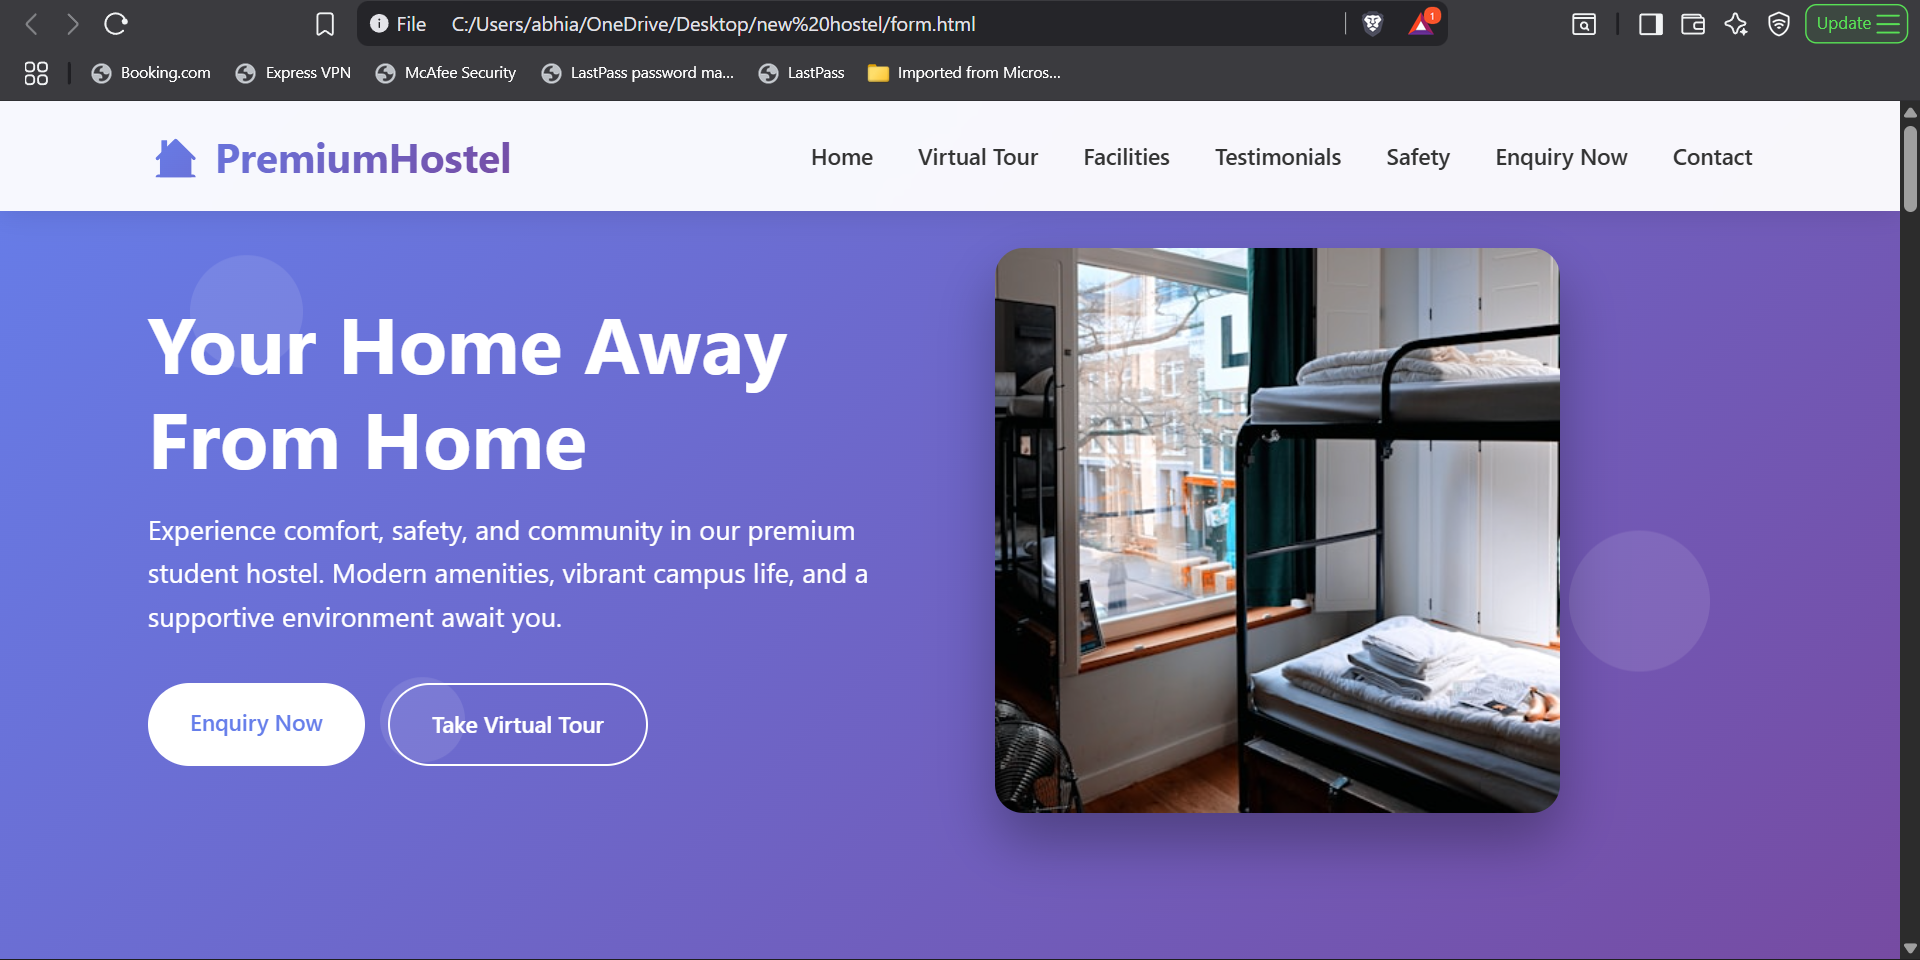 File C:/Users/abhia/OneDrive/Desktop/new%20hostel/form.html
1
Update
Booking.com Express VPN McAfee Security LastPass password ma... LastPass Imported from Micros...
PremiumHostel
Home Virtual Tour Facilities Testimonials Safety Enquiry Now Contact
Your Home Away
From Home
Experience comfort, safety, and community in our premium
student hostel. Modern amenities, vibrant campus life, and a
supportive environment await you.
Enquiry Now Take Virtual Tour